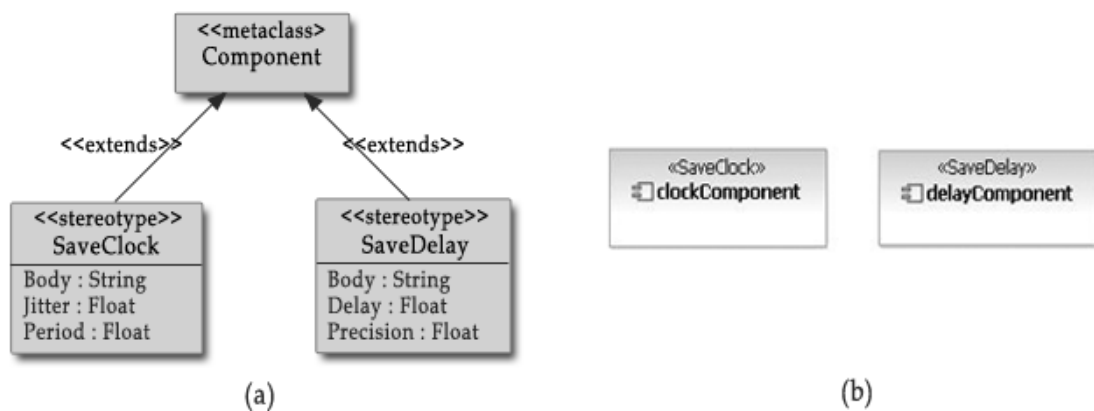 <<metaclass>
Component
<<extends>>
<<extends>>
<<stereotype>>
SaveClock
Body : String
Jitter : Float
Period : Float
<<stereotype>>
SaveDelay
Body : String
Delay : Float
Precision : Float
(a)
«SaveClock»
clockComponent
«SaveDelay»
delayComponent
(b)